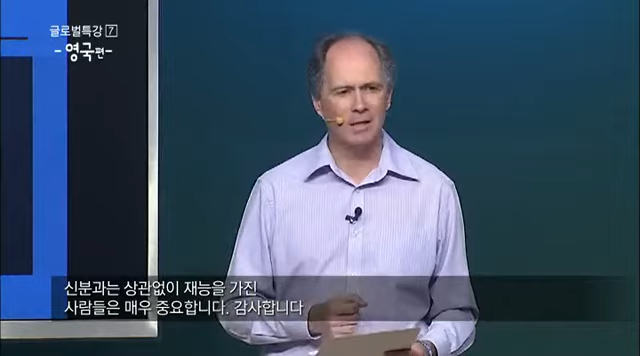 글로벌특강 7
- 영국편 -
신분과는 상관없이 재능을 가진
사람들은 매우 중요합니다. 감사합니다